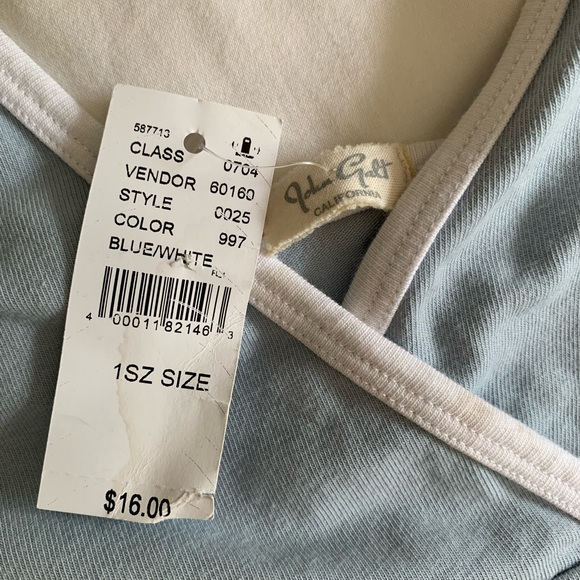 587713
CLASS 0704
VENDOR 60160
STYLE 0025
COLOR 997
BLUE/WHITE
4 00011 82146 3
1SZ SIZE
$16.00
John Galt
CALIFORNIA